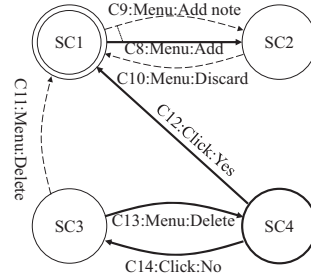 C9:Menu:Add note
SC1
C8:Menu:Add
SC2
C10:Menu:Discard
C11:Menu:Delete
C12:Click:Yes
SC3
C13:Menu:Delete
SC4
C14:Click:No